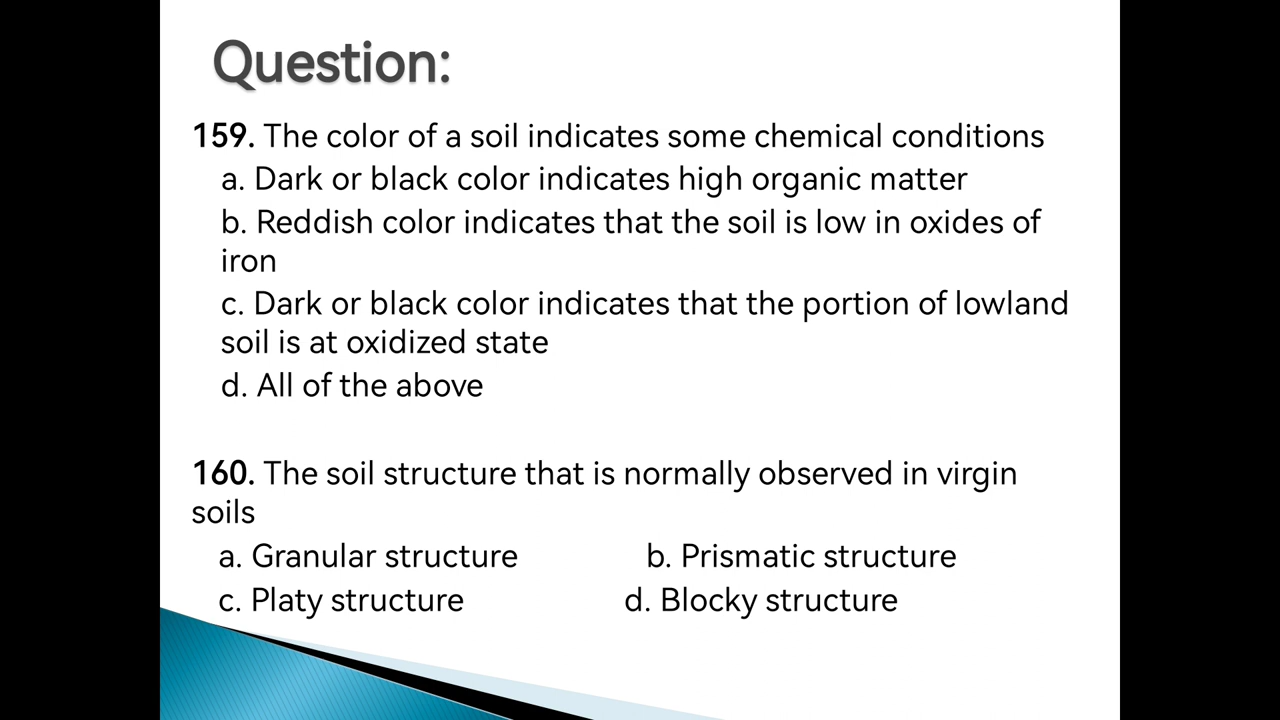 Question:
159. The color of a soil indicates some chemical conditions
a. Dark or black color indicates high organic matter
b. Reddish color indicates that the soil is low in oxides of
iron
c. Dark or black color indicates that the portion of lowland
soil is at oxidized state
d. All of the above
160. The soil structure that is normally observed in virgin
soils
a. Granular structure b. Prismatic structure
c. Platy structure d. Blocky structure